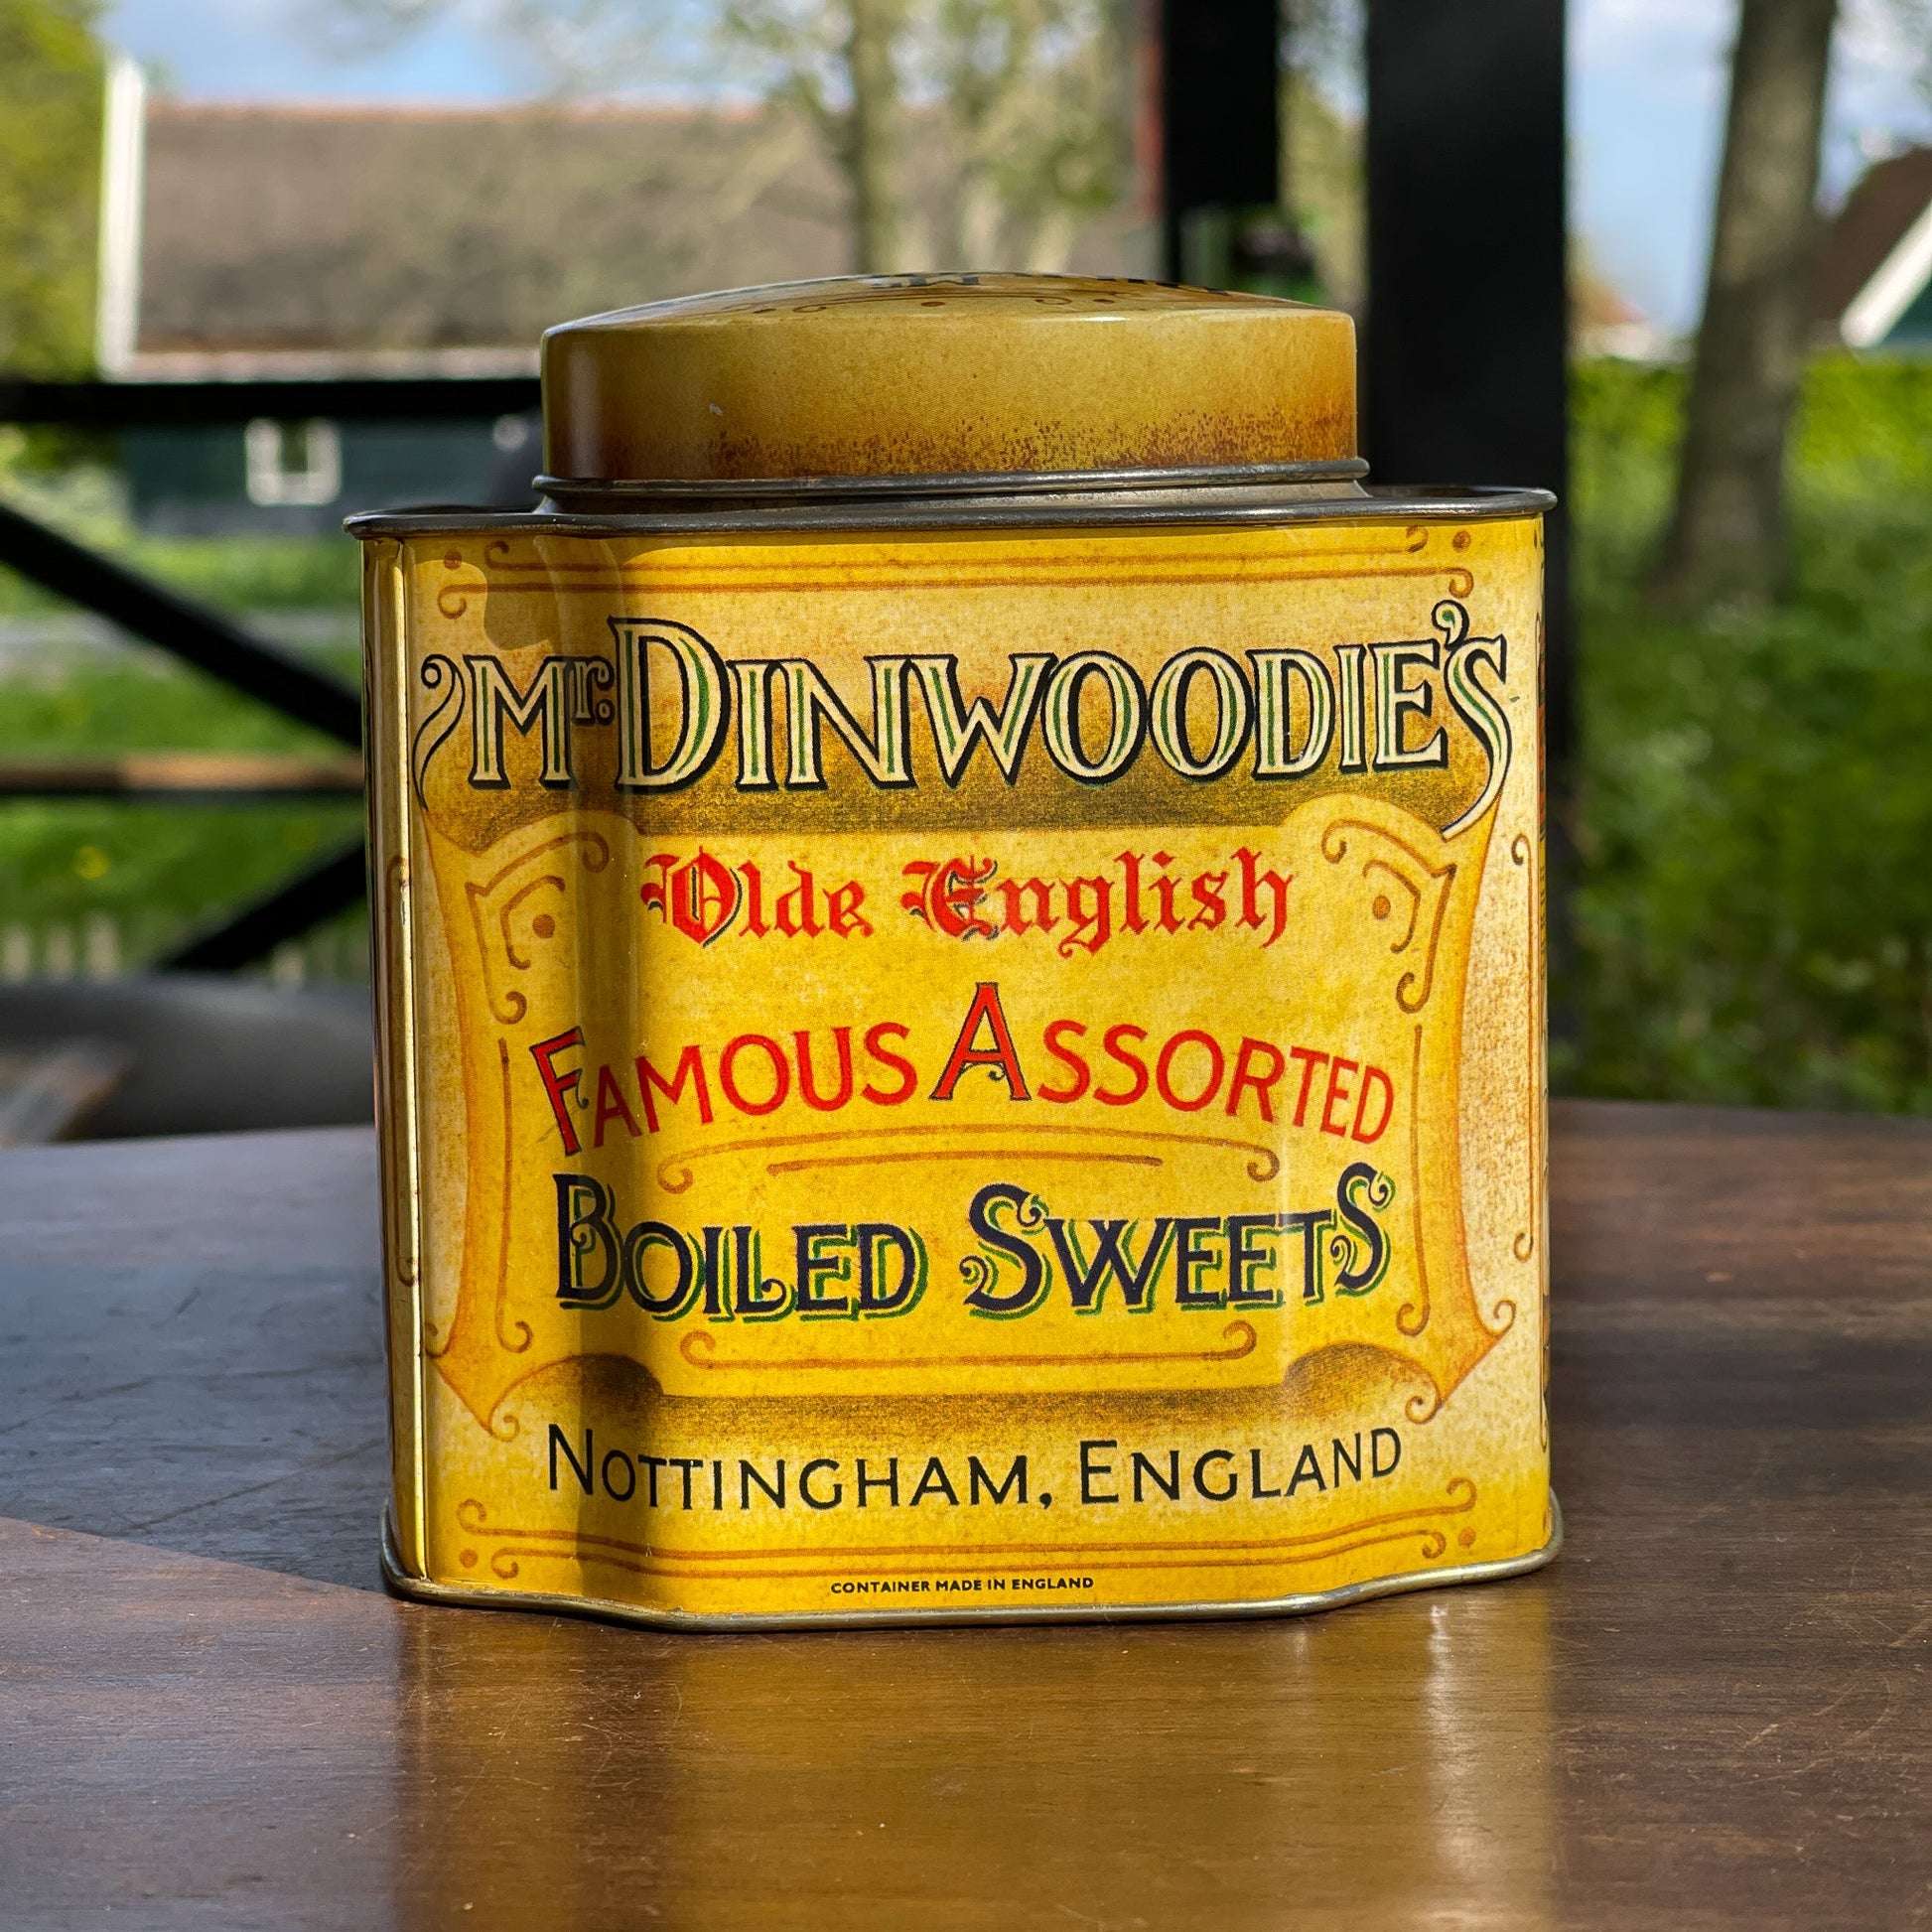 Mr. DINWOODIE'S
Olde English
FAMOUS ASSORTED
BOILED SWEETS
NOTTINGHAM, ENGLAND
CONTAINER MADE IN ENGLAND